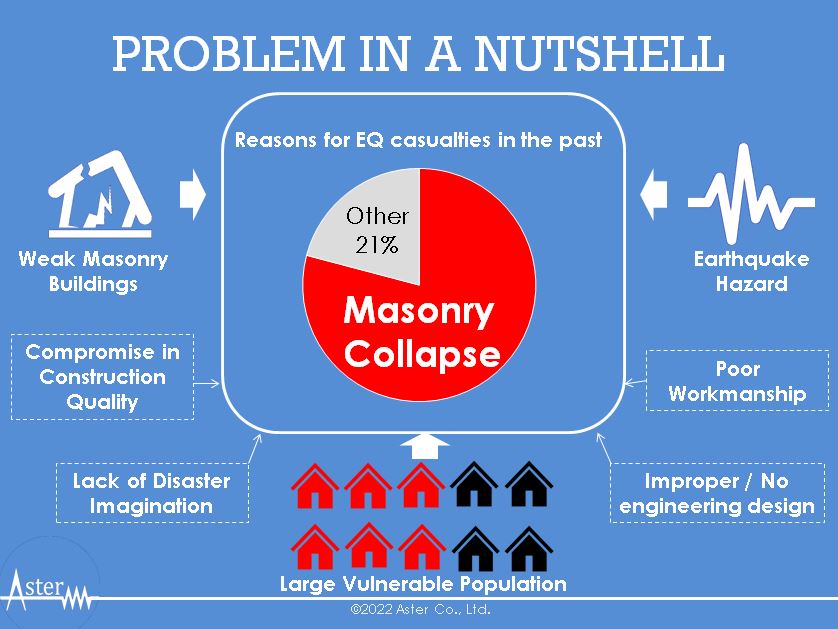 PROBLEM IN A NUTSHELL
Reasons for EQ casualties in the past
Other
21%
Masonry
Collapse
Weak Masonry
Buildings
Earthquake
Hazard
Compromise in
Construction
Quality
Poor
Workmanship
Lack of Disaster
Imagination
Improper / No
engineering design
Large Vulnerable Population
Aster
©2022 Aster Co., Ltd.